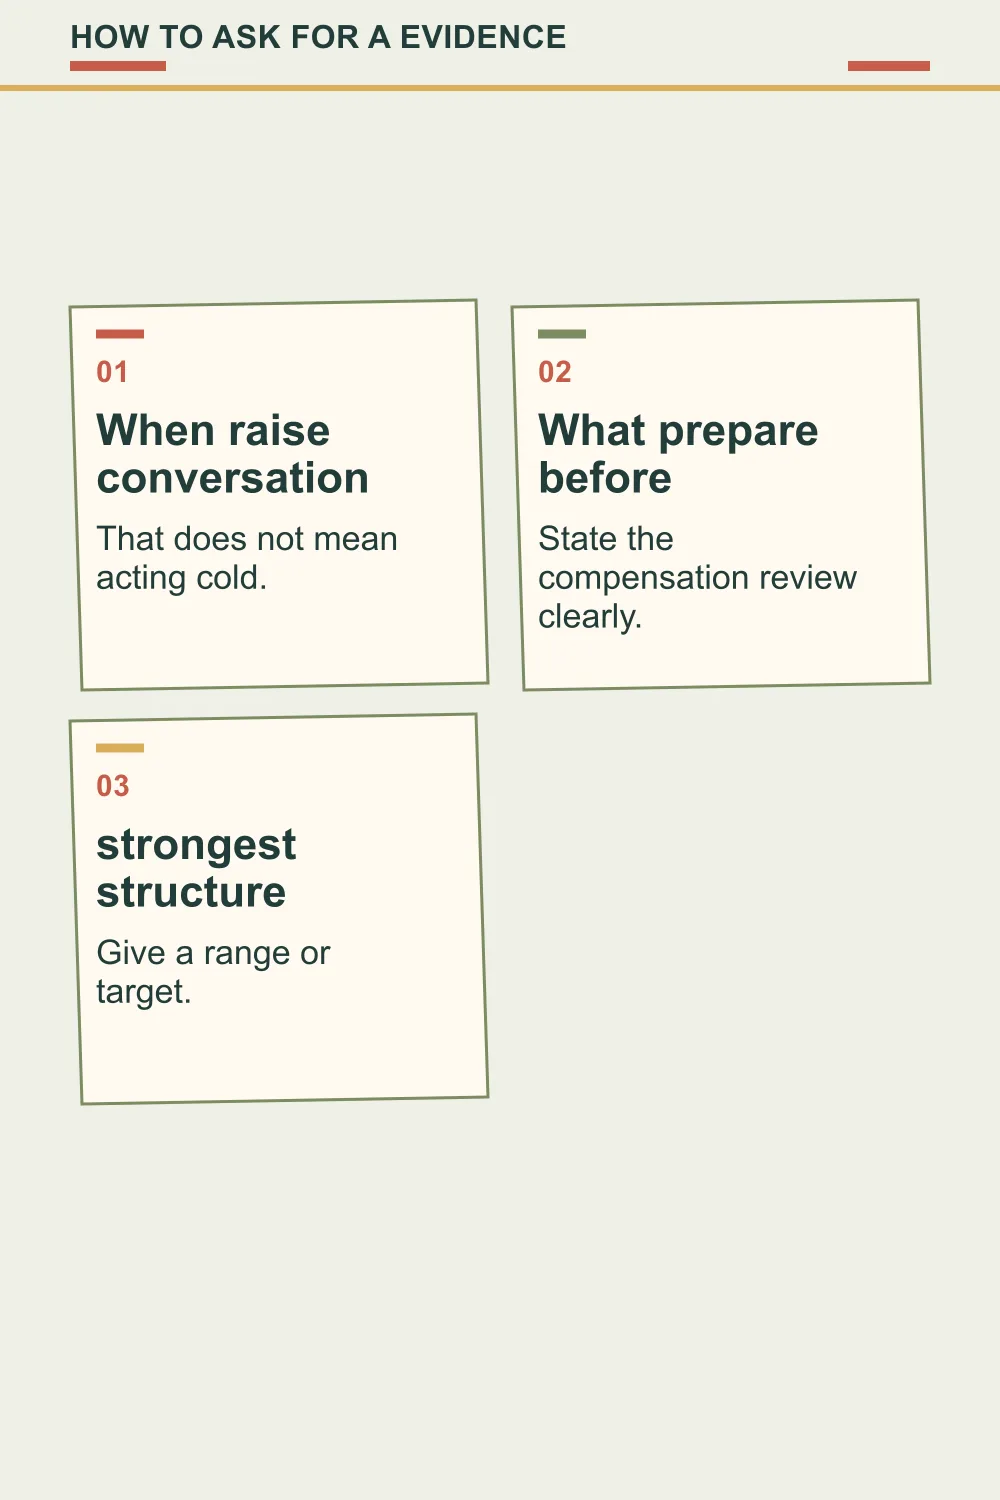 HOW TO ASK FOR A EVIDENCE
01
When raise
conversation
That does not mean
acting cold.
02
What prepare
before
State the
compensation review
clearly.
03
strongest
structure
Give a range or
target.